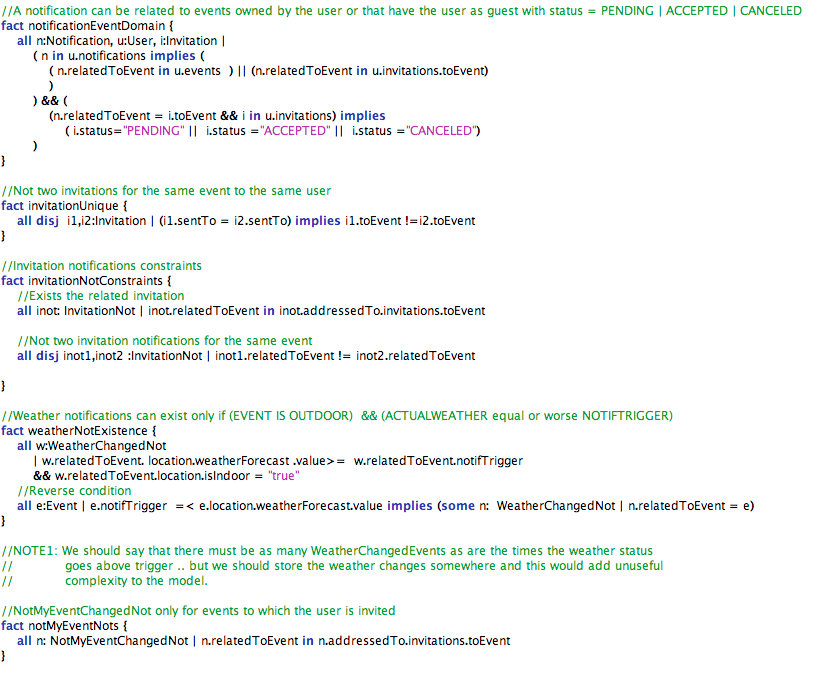 //A notification can be related to events owned by the user or that have the user as guest with status = PENDING | ACCEPTED | CANCELED
fact notificationEventDomain {
all n:Notification, u:User, i:Invitation |
( n in u.notifications implies (
( n.relatedToEvent in u.events ) || (n.relatedToEvent in u.invitations.toEvent)
)
) && (
(n.relatedToEvent = i.toEvent && i in u.invitations) implies
( i.status="PENDING" || i.status ="ACCEPTED" || i.status ="CANCELED")
)
}
//Not two invitations for the same event to the same user
fact invitationUnique {
all disj i1,i2:Invitation | (i1.sentTo = i2.sentTo) implies i1.toEvent !=i2.toEvent
}
//Invitation notifications constraints
fact invitationNotConstraints {
//Exists the related invitation
all inot: InvitationNot | inot.relatedToEvent in inot.addressedTo.invitations.toEvent
//Not two invitation notifications for the same event
all disj inot1,inot2 :InvitationNot | inot1.relatedToEvent != inot2.relatedToEvent
}
//Weather notifications can exist only if (EVENT IS OUTDOOR) && (ACTUALWEATHER equal or worse NOTIFTRIGGER)
fact weatherNotExistence {
all w:WeatherChangedNot
| w.relatedToEvent. location.weatherForecast .value>= w.relatedToEvent.notifTrigger
&& w.relatedToEvent.location.isIndoor = "true"
//Reverse condition
all e:Event | e.notifTrigger =< e.location.weatherForecast.value implies (some n: WeatherChangedNot | n.relatedToEvent = e)
}
//NOTE1: We should say that there must be as many WeatherChangedEvents as are the times the weather status
// goes above trigger .. but we should store the weather changes somewhere and this would add unuseful
// complexity to the model.
//NotMyEventChangedNot only for events to which the user is invited
fact notMyEventNots {
all n: NotMyEventChangedNot | n.relatedToEvent in n.addressedTo.invitations.toEvent
}